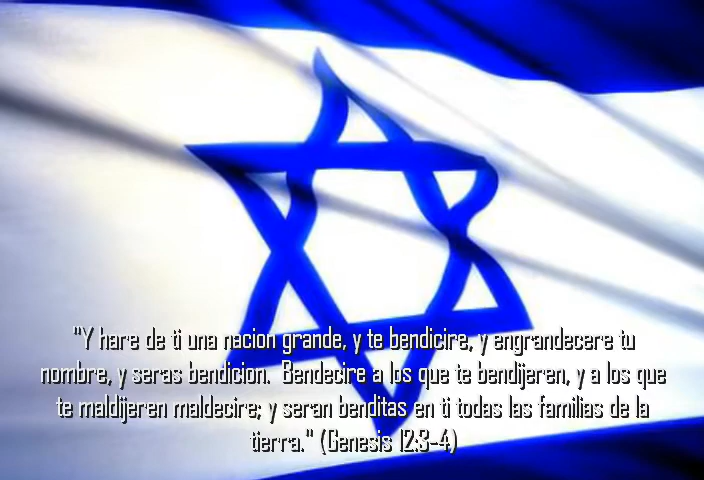 "Y hare de ti una nacion grande, y te bendicire, y engrandecere tu
nombre, y seras bendicion.  Bendecire a los que te bendijeren, y a los que
te maldijeren maldecire; y seran benditas en ti todas las familias de la
tierra." (Genesis 12:3-4)